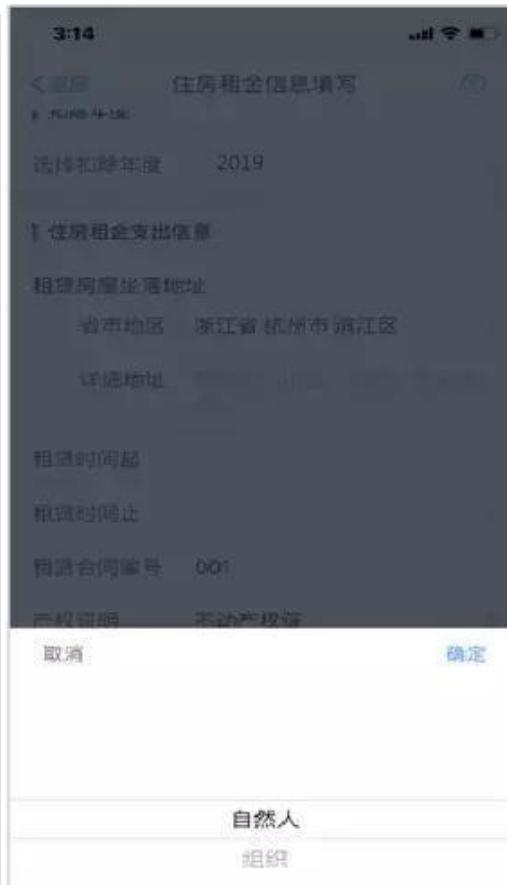 3:14
返回 住房租金信息填写
选择扣除年度 2019
住房租金支出信息
租赁房屋坐落地址
省市地区 浙江省 杭州市 滨江区
详细地址
租赁时间起
租赁时间止
租赁合同编号 001
产权证明 不动产权证
取消 确定
自然人
组织